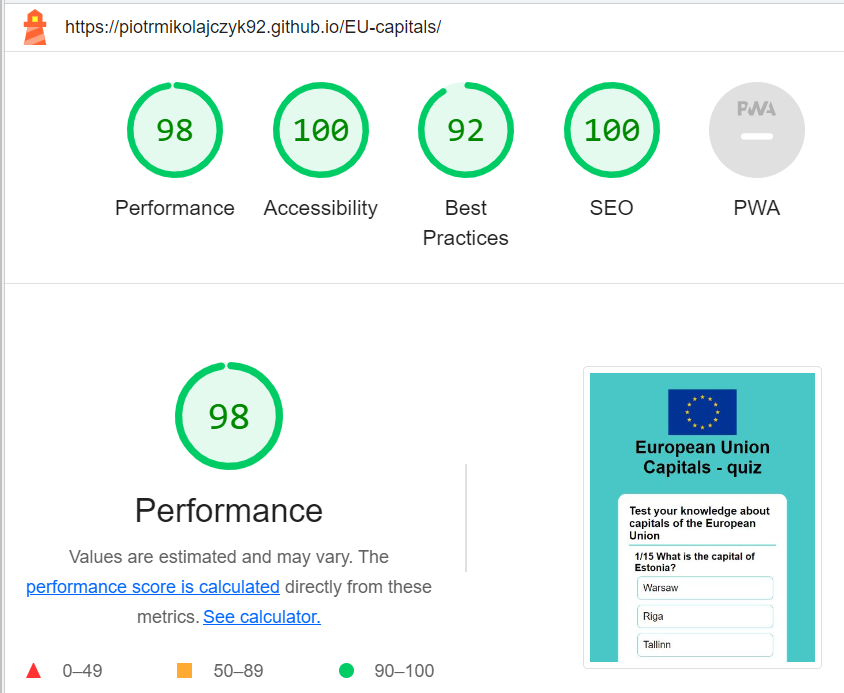 https://piotrmikolajczyk92.github.io/EU-capitals/
98
100
92
100
PWA
Performance
Accessibility
Best
Practices
SEO
PWA
98
Performance
Values are estimated and may vary. The
performance score is calculated directly from these
metrics. See calculator.
0–49
50–89
90–100
European Union
Capitals - quiz
Test your knowledge about
capitals of the European
Union
1/15 What is the capital of
Estonia?
Warsaw
Riga
Tallinn